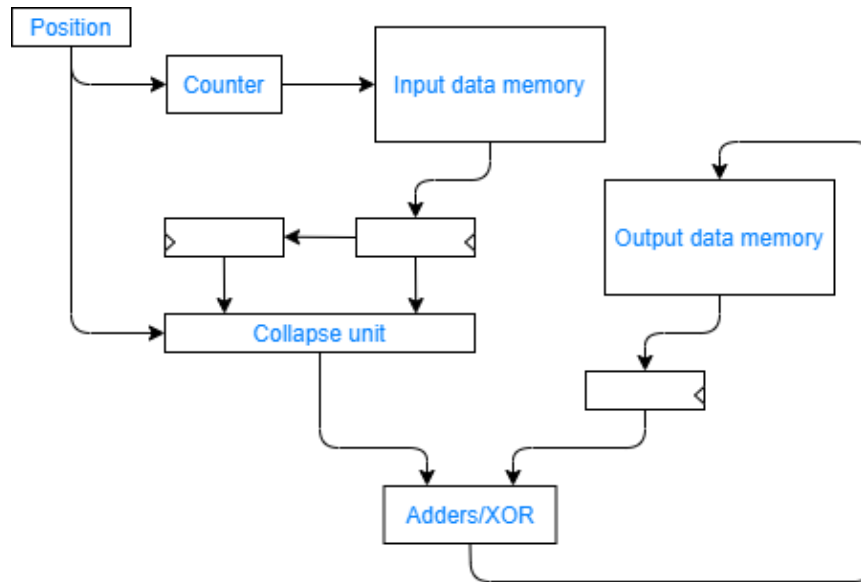 Position
Counter
Input data memory
Output data memory
Collapse unit
Adders/XOR